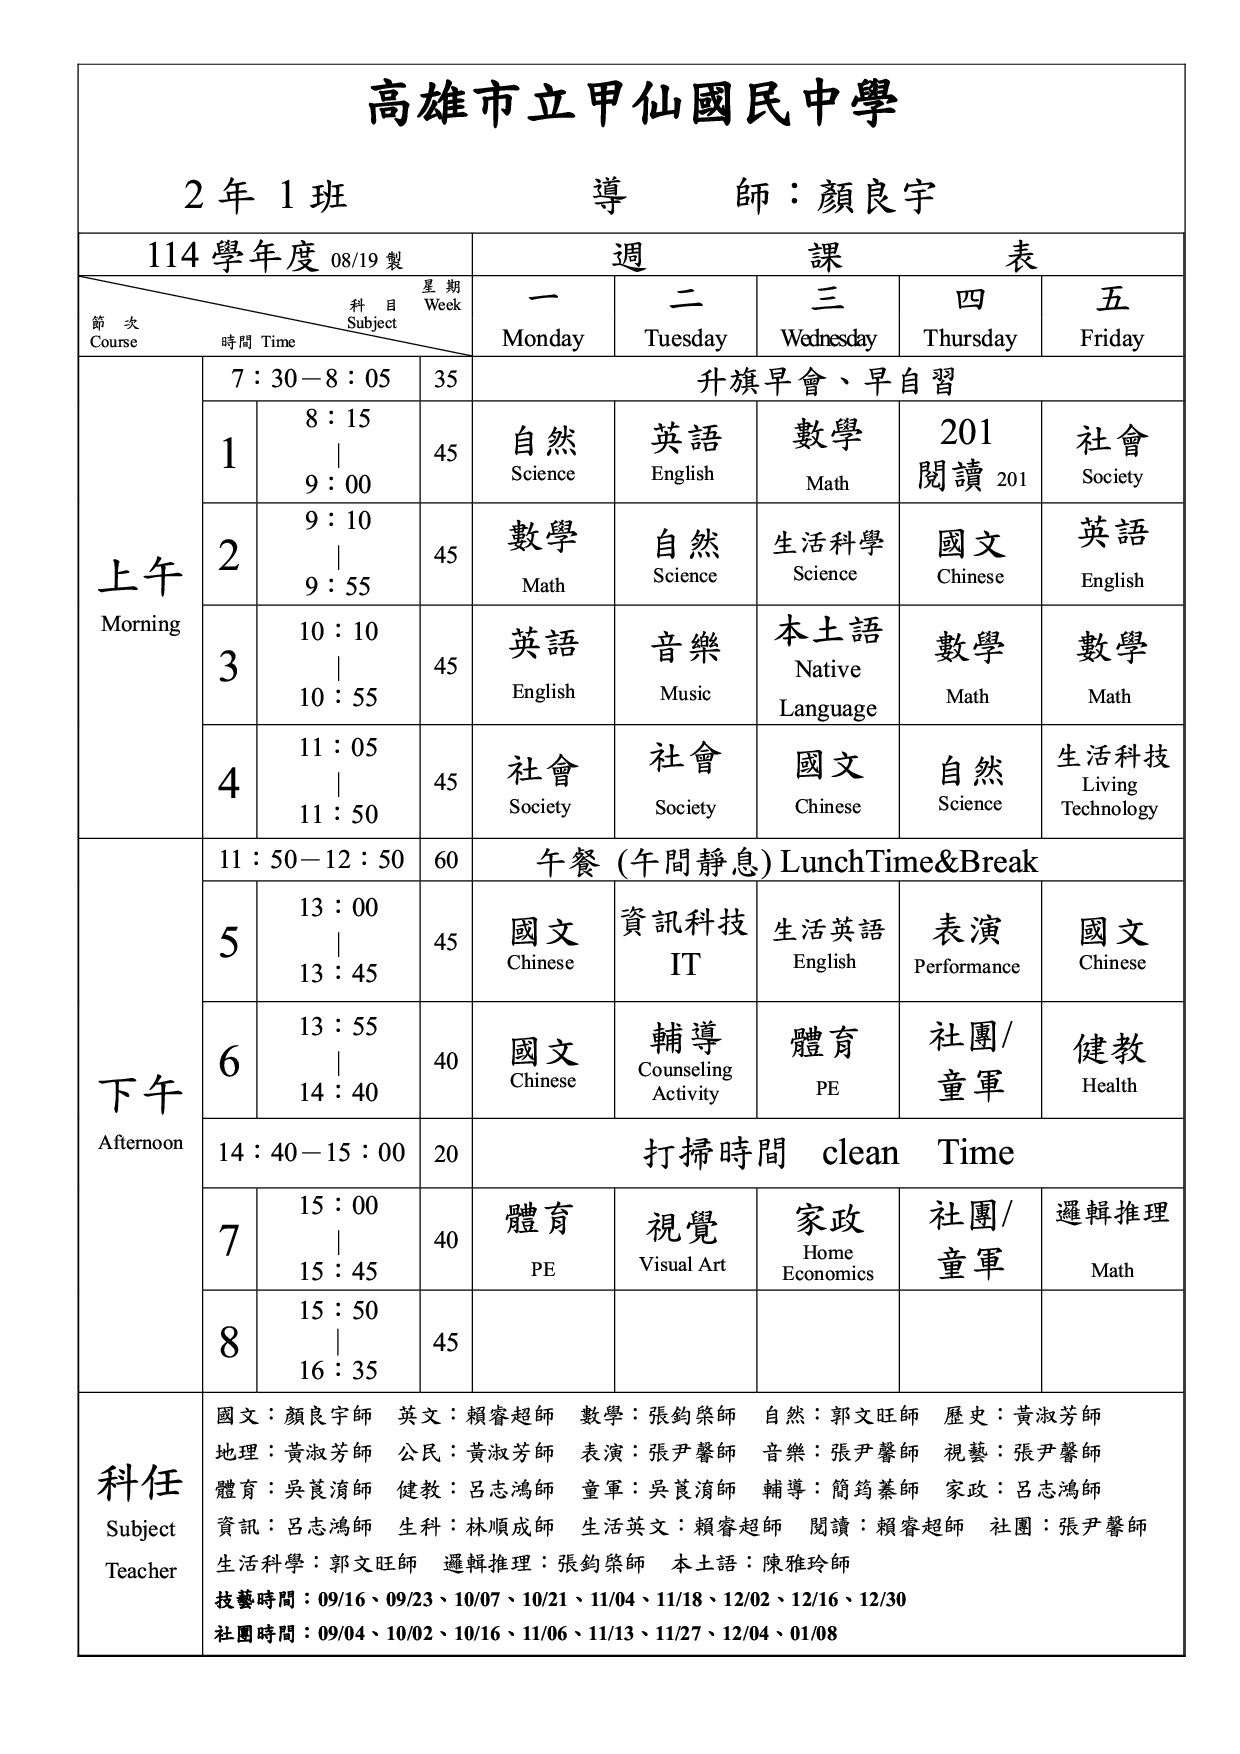 高雄市立甲仙國民中學
2 年 1 班 導 師：顏良宇
114 學年度 08/19 製 週 課 表
星 期
Week
科 目
Subject
節 次
Course
時間 Time
一 二 三 四 五
Monday Tuesday Wednesday Thursday Friday
上午
Morning
7：30－8：05 35 升旗早會、早自習
1
8：15
|
9：00
45
自然
Science
英語
English
數學
Math
201
閱讀 201
社會
Society
2
9：10
|
9：55
45
數學
Math
自然
Science
生活科學
Science
國文
Chinese
英語
English
3
10：10
|
10：55
45
英語
English
音樂
Music
本土語
Native
Language
數學
Math
數學
Math
4
11：05
|
11：50
45
社會
Society
社會
Society
國文
Chinese
自然
Science
生活科技
Living
Technology
下午
Afternoon
11：50－12：50 60 午餐 (午間靜息) LunchTime&Break
5
13：00
|
13：45
45
國文
Chinese
資訊科技
IT
生活英語
English
表演
Performance
國文
Chinese
6
13：55
|
14：40
40
國文
Chinese
輔導
Counseling
Activity
體育
PE
社團/
童軍
健教
Health
14：40－15：00 20 打掃時間 clean Time
7
15：00
|
15：45
40
體育
PE
視覺
Visual Art
家政
Home
Economics
社團/
童軍
邏輯推理
Math
8
15：50
|
16：35
45
科任
Subject
Teacher
國文：顏良宇師 英文：賴睿超師 數學：張鈞棨師 自然：郭文旺師 歷史：黃淑芳師
地理：黃淑芳師 公民：黃淑芳師 表演：張尹馨師 音樂：張尹馨師 視藝：張尹馨師
體育：吳莨淯師 健教：呂志鴻師 童軍：吳莨淯師 輔導：簡筠蓁師 家政：呂志鴻師
資訊：呂志鴻師 生科：林順成師 生活英文：賴睿超師 閱讀：賴睿超師 社團：張尹馨師
生活科學：郭文旺師 邏輯推理：張鈞棨師 本土語：陳雅玲師
技藝時間：09/16、09/23、10/07、10/21、11/04、11/18、12/02、12/16、12/30
社團時間：09/04、10/02、10/16、11/06、11/13、11/27、12/04、01/08